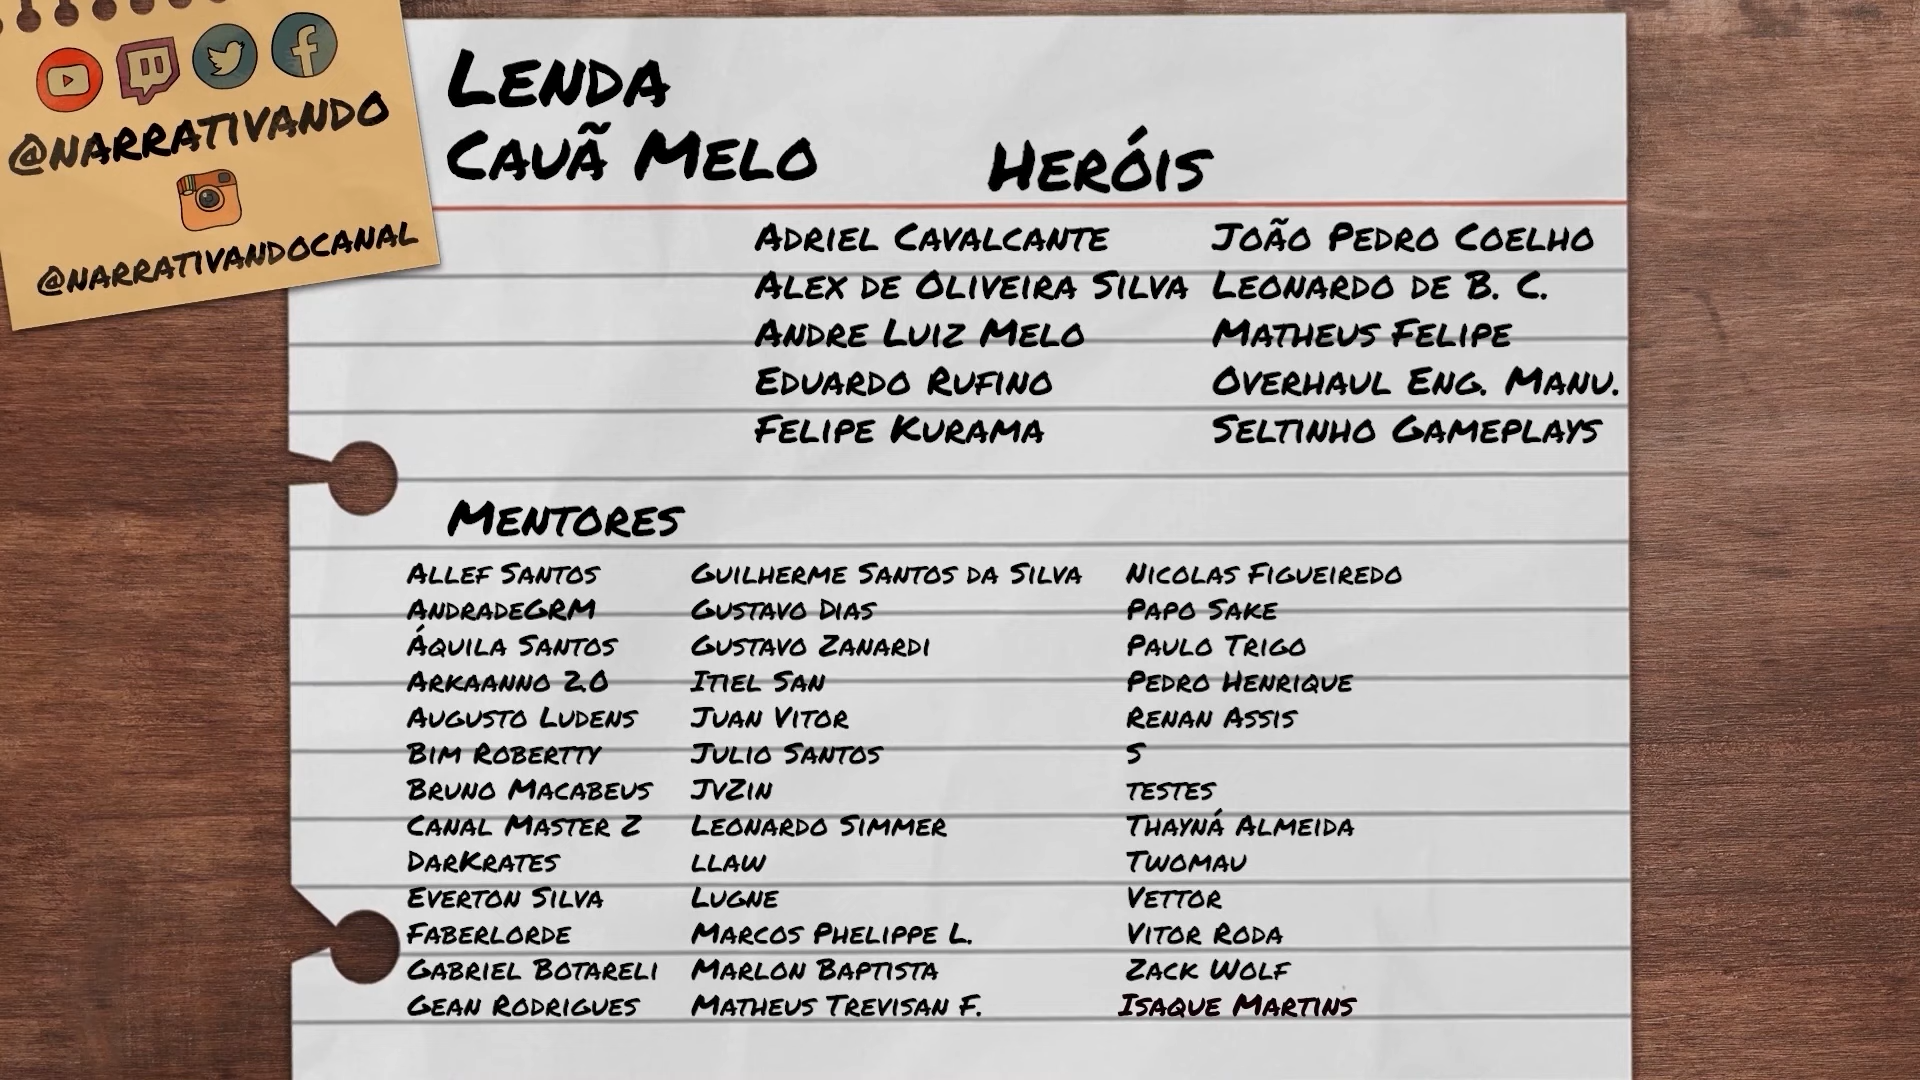 @narrativando
@narrativandocanal
Lenda
Cauã Melo
Heróis
Adriel Cavalcante
Alex de Oliveira Silva
Andre Luiz Melo
Eduardo Rufino
Felipe Kurama
João Pedro Coelho
Leonardo de B. C.
Matheus Felipe
Overhaul Eng. Manu.
Seltinho Gameplays
Mentores
Allef Santos
AndradeGRM
Áquila Santos
Arkaanno 2.0
Augusto Ludens
Bim Robertty
Bruno Macabeus
Canal Master Z
DarKrates
Everton Silva
Faberlorde
Gabriel Botareli
Gean Rodrigues
Guilherme Santos da Silva
Gustavo Dias
Gustavo Zanardi
Itiel San
Juan Vitor
Julio Santos
JVZin
Leonardo Simmer
llaw
Lugne
Marcos Phelippe L.
Marlon Baptista
Matheus Trevisan F.
Nicolas Figueiredo
Papo Sake
Paulo Trigo
Pedro Henrique
Renan Assis
S
testes
Thayná Almeida
Twomau
Vettor
Vitor Roda
Zack Wolf
Isaque Martins